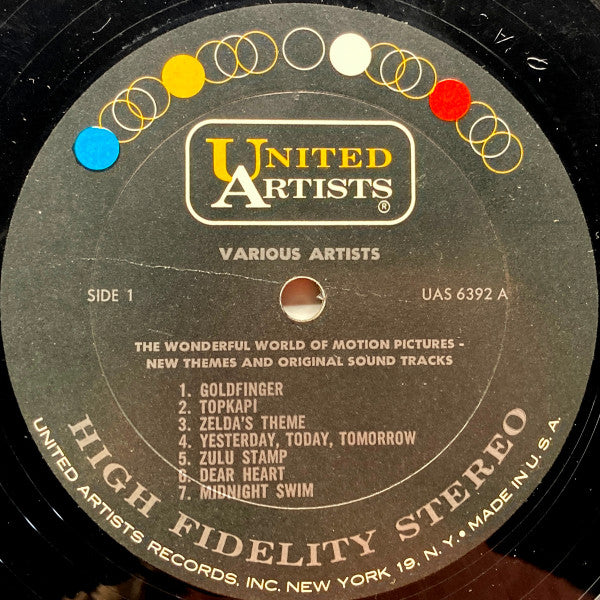 UNITED
ARTISTS
®
VARIOUS ARTISTS
SIDE 1
UAS 6392 A
THE WONDERFUL WORLD OF MOTION PICTURES -
NEW THEMES AND ORIGINAL SOUND TRACKS
1. GOLDFINGER
2. TOPKAPI
3. ZELDA'S THEME
4. YESTERDAY, TODAY, TOMORROW
5. ZULU STAMP
6. DEAR HEART
7. MIDNIGHT SWIM
HIGH FIDELITY STEREO
UNITED ARTISTS RECORDS, INC. NEW YORK 19, N.Y. • MADE IN U.S.A.